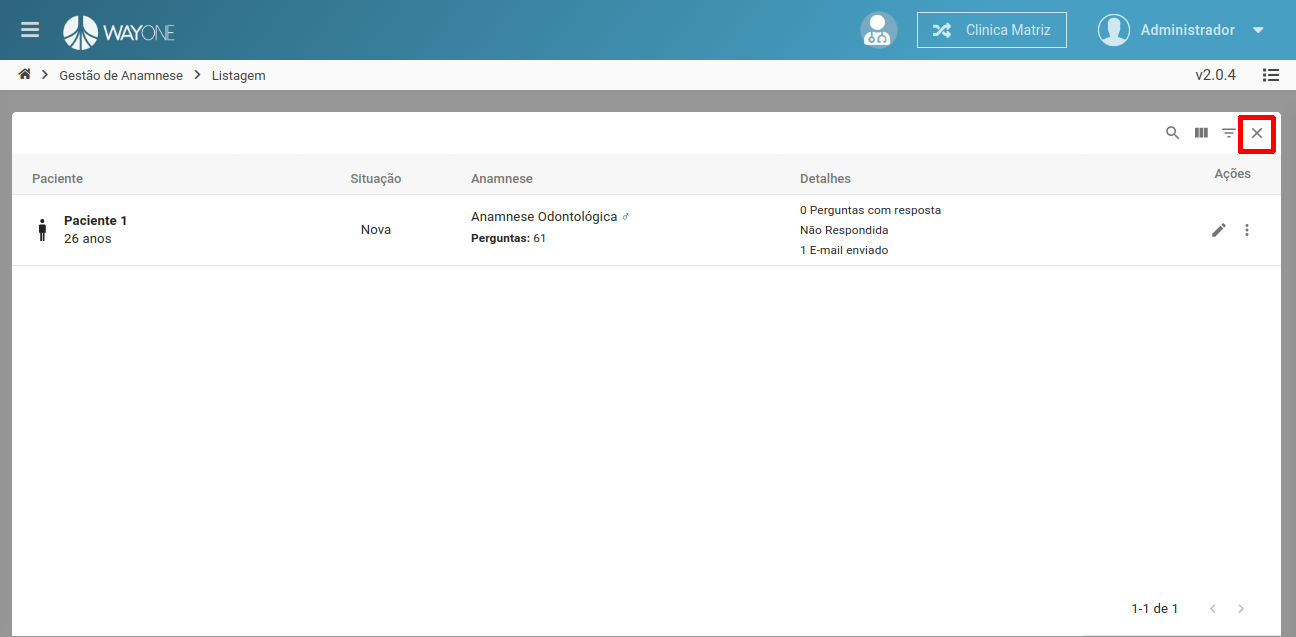 WAYONE
Clinica Matriz
Administrador
Gestão de Anamnese
Listagem
v2.0.4
Paciente
Situação
Anamnese
Detalhes
Ações
Paciente 1
26 anos
Nova
Anamnese Odontológica ♂
Perguntas: 61
0 Perguntas com resposta
Não Respondida
1 E-mail enviado
1-1 de 1